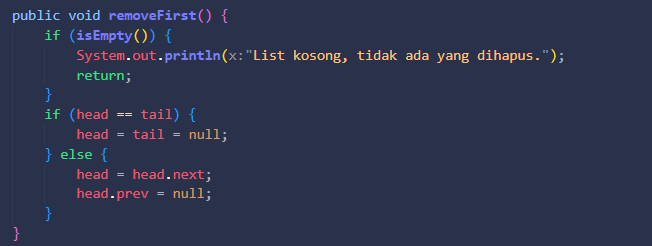 public void removeFirst() {
    if (isEmpty()) {
        System.out.println(x:"List kosong, tidak ada yang dihapus.");
        return;
    }
    if (head == tail) {
        head = tail = null;
    } else {
        head = head.next;
        head.prev = null;
    }
}